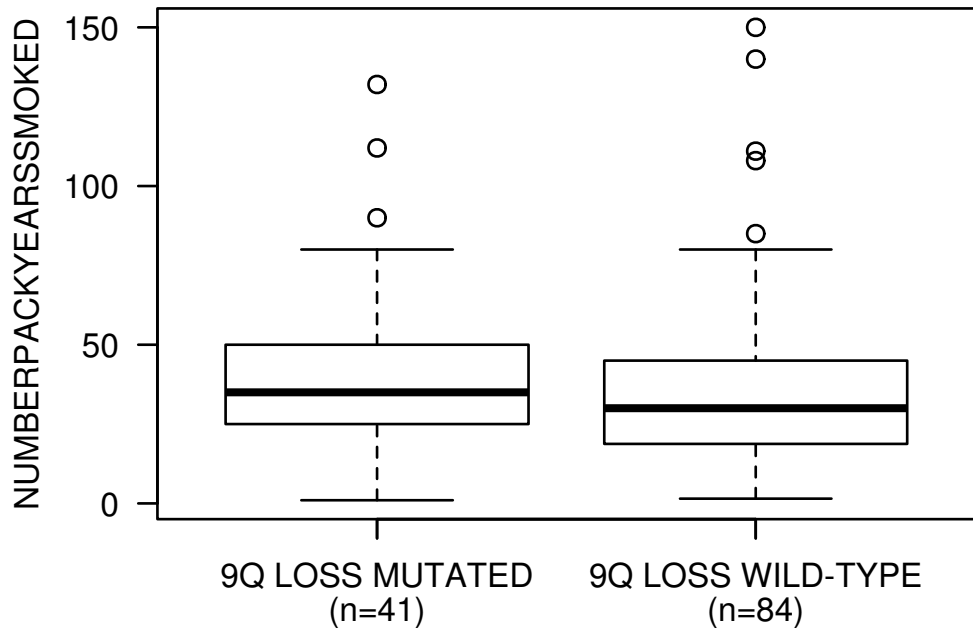 NUMBERPACKYEARSSMOKED
150
100
50
0
9Q LOSS MUTATED
(n=41)
9Q LOSS WILD-TYPE
(n=84)